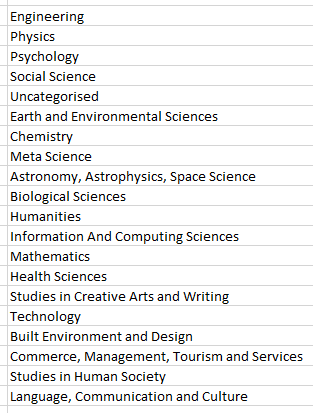 Engineering
Physics
Psychology
Social Science
Uncategorised
Earth and Environmental Sciences
Chemistry
Meta Science
Astronomy, Astrophysics, Space Science
Biological Sciences
Humanities
Information And Computing Sciences
Mathematics
Health Sciences
Studies in Creative Arts and Writing
Technology
Built Environment and Design
Commerce, Management, Tourism and Services
Studies in Human Society
Language, Communication and Culture